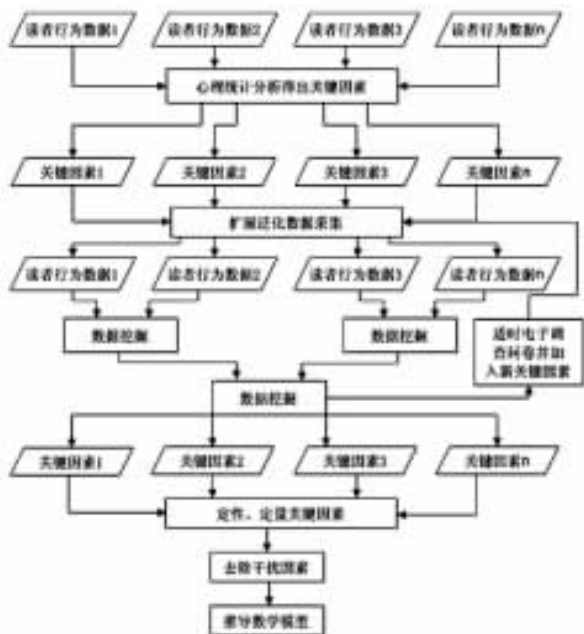 读者行为数据1
读者行为数据2
读者行为数据3
读者行为数据n
心理统计分析得出关键因素
关键因素1
关键因素2
关键因素3
关键因素n
扩展泛化数据采集
读者行为数据1
读者行为数据2
读者行为数据3
读者行为数据n
数据挖掘
数据挖掘
适时电子调
查问卷并加
入新关键因素
数据挖掘
关键因素1
关键因素2
关键因素3
关键因素n
定性、定量关键因素
去除干扰因素
推导数学模型